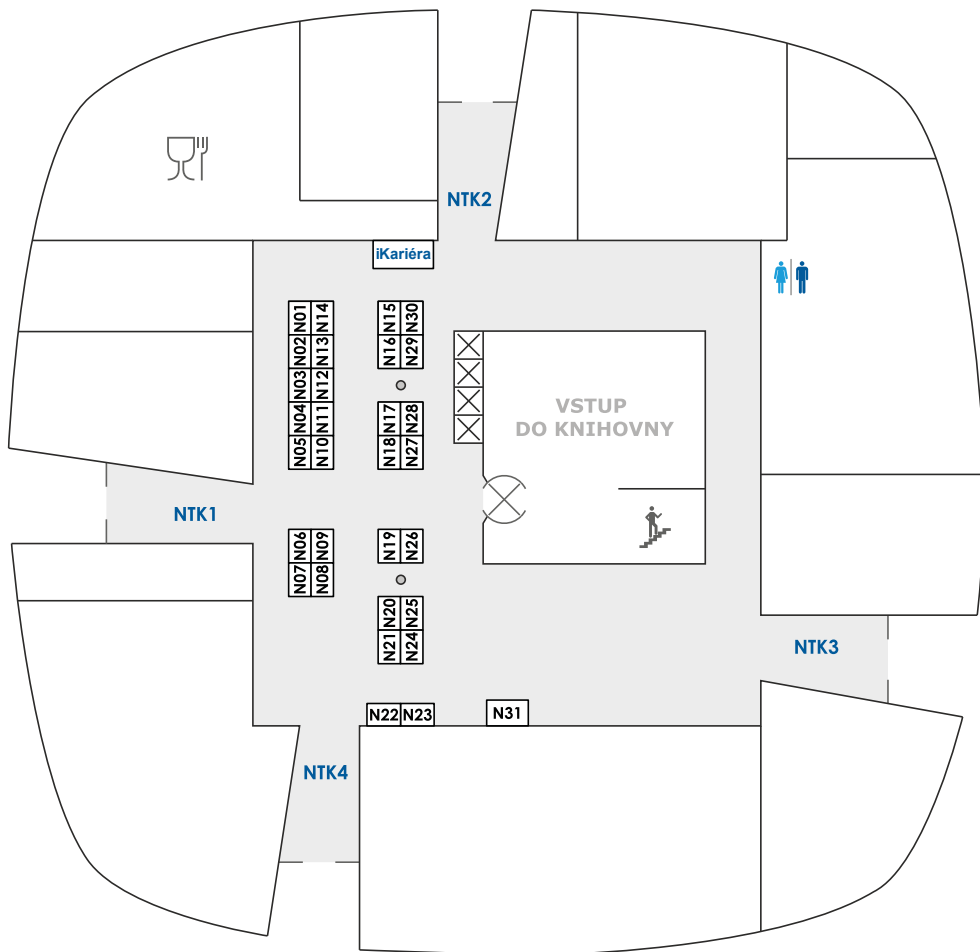 NTK2
iKariéra
N01
N14
N15
N30
N02
N13
N16
N29
N03
N12
N04
N11
N17
N28
N05
N10
N18
N27
VSTUP
DO KNIHOVNY
NTK1
N06
N09
N19
N26
N07
N08
N20
N25
N21
N24
NTK3
N22
N23
N31
NTK4